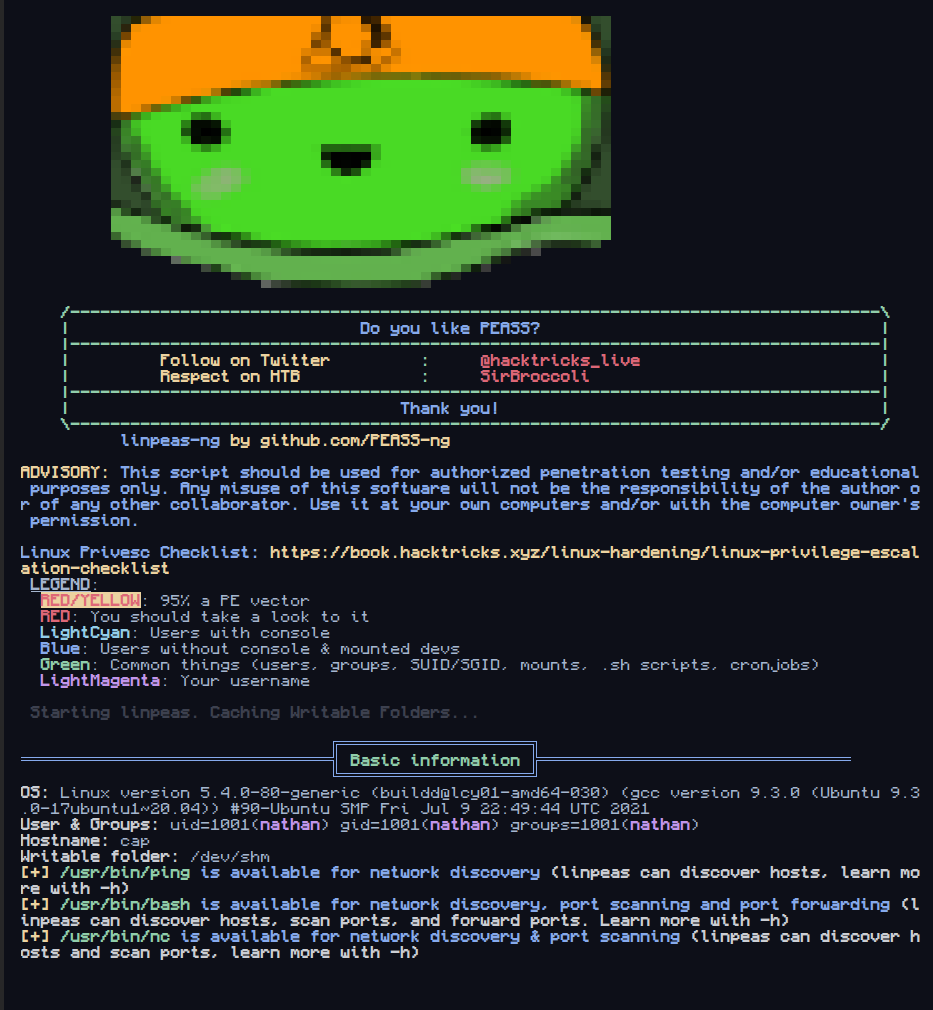 /---------------------------------------------------------------------------------\
|                             Do you like PEASS?                                  |
|---------------------------------------------------------------------------------|
|         Follow on Twitter         :     @hacktricks_live                        |
|         Respect on HTB            :     SirBroccoli                             |
|---------------------------------------------------------------------------------|
|                                 Thank you!                                      |
\---------------------------------------------------------------------------------/
linpeas-ng by github.com/PEASS-ng
ADVISORY: This script should be used for authorized penetration testing and/or educational
 purposes only. Any misuse of this software will not be the responsibility of the author o
r of any other collaborator. Use it at your own computers and/or with the computer owner's
 permission.
Linux Privesc Checklist: https://book.hacktricks.xyz/linux-hardening/linux-privilege-escal
ation-checklist
LEGEND:
RED/YELLOW: 95% a PE vector
RED: You should take a look to it
LightCyan: Users with console
Blue: Users without console & mounted devs
Green: Common things (users, groups, SUID/SGID, mounts, .sh scripts, cronjobs)
LightMagenta: Your username
Starting linpeas. Caching Writable Folders...
Basic information
OS: Linux version 5.4.0-80-generic (buildd@lcy01-amd64-030) (gcc version 9.3.0 (Ubuntu 9.3
.0-17ubuntu1~20.04)) #90-Ubuntu SMP Fri Jul 9 22:49:44 UTC 2021
User & Groups: uid=1001(nathan) gid=1001(nathan) groups=1001(nathan)
Hostname: cap
Writable folder: /dev/shm
[+] /usr/bin/ping is available for network discovery (linpeas can discover hosts, learn mo
re with -h)
[+] /usr/bin/bash is available for network discovery, port scanning and port forwarding (l
inpeas can discover hosts, scan ports, and forward ports. Learn more with -h)
[+] /usr/bin/nc is available for network discovery & port scanning (linpeas can discover h
osts and scan ports, learn more with -h)